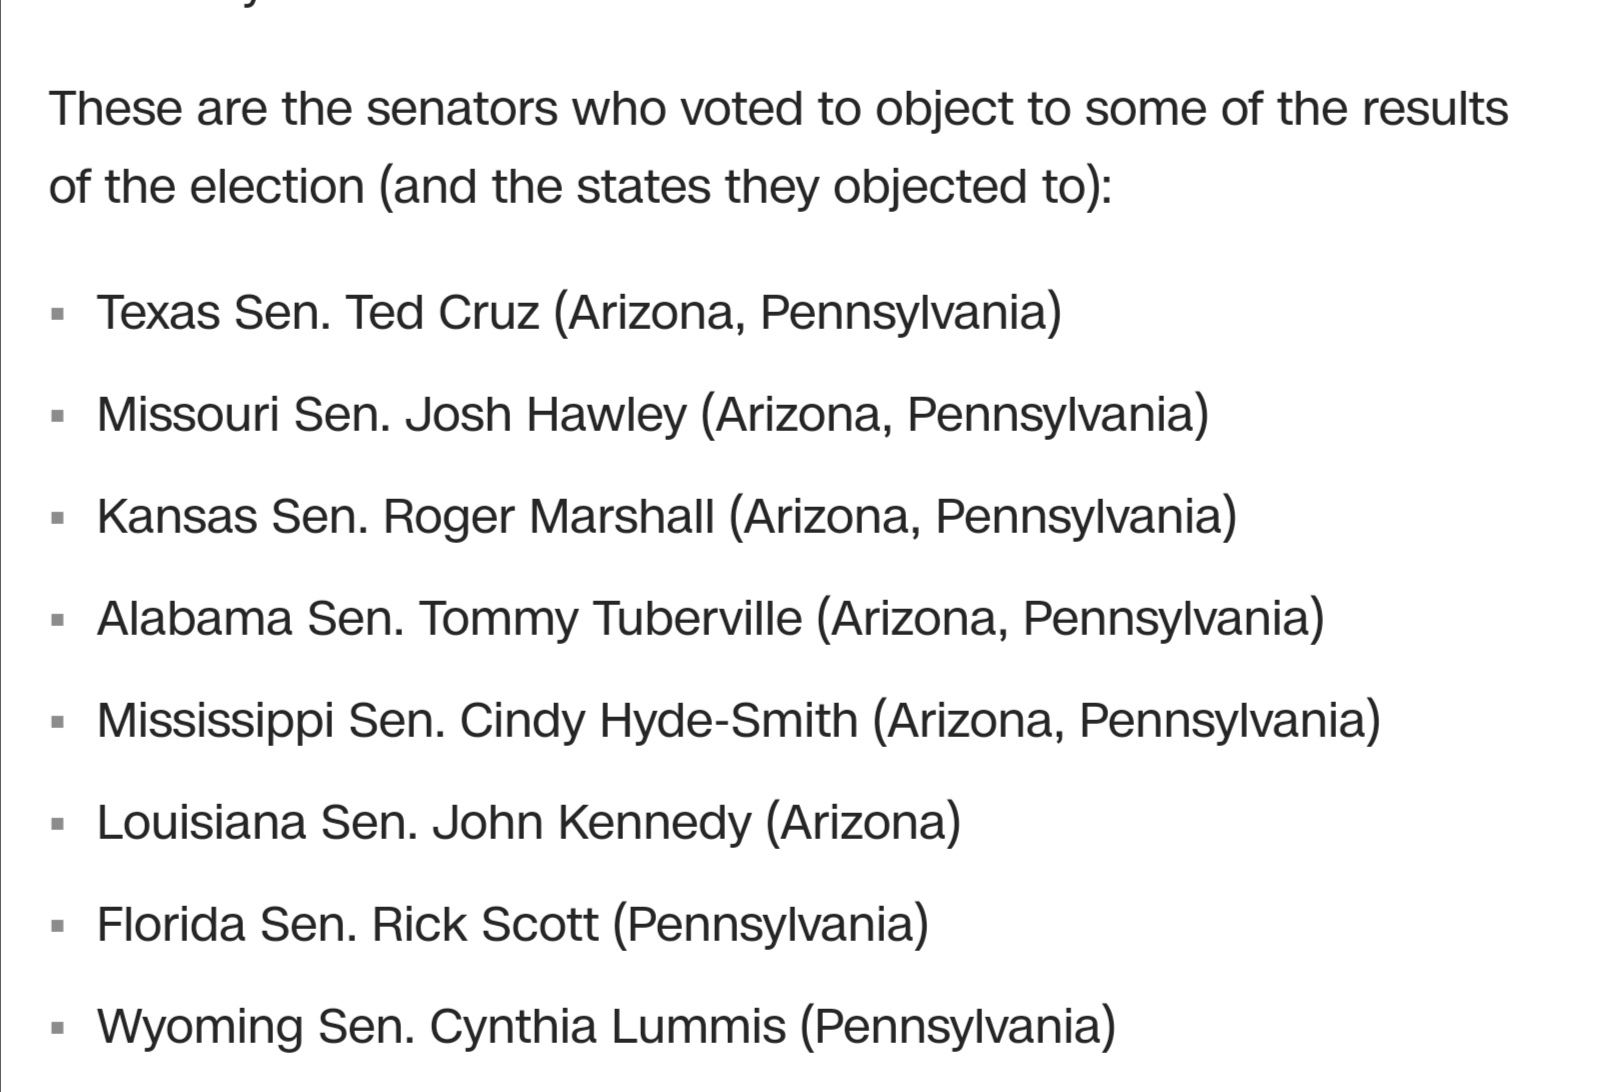 These are the senators who voted to object to some of the results
of the election (and the states they objected to):
▪ Texas Sen. Ted Cruz (Arizona, Pennsylvania)
▪ Missouri Sen. Josh Hawley (Arizona, Pennsylvania)
▪ Kansas Sen. Roger Marshall (Arizona, Pennsylvania)
▪ Alabama Sen. Tommy Tuberville (Arizona, Pennsylvania)
▪ Mississippi Sen. Cindy Hyde-Smith (Arizona, Pennsylvania)
▪ Louisiana Sen. John Kennedy (Arizona)
▪ Florida Sen. Rick Scott (Pennsylvania)
▪ Wyoming Sen. Cynthia Lummis (Pennsylvania)